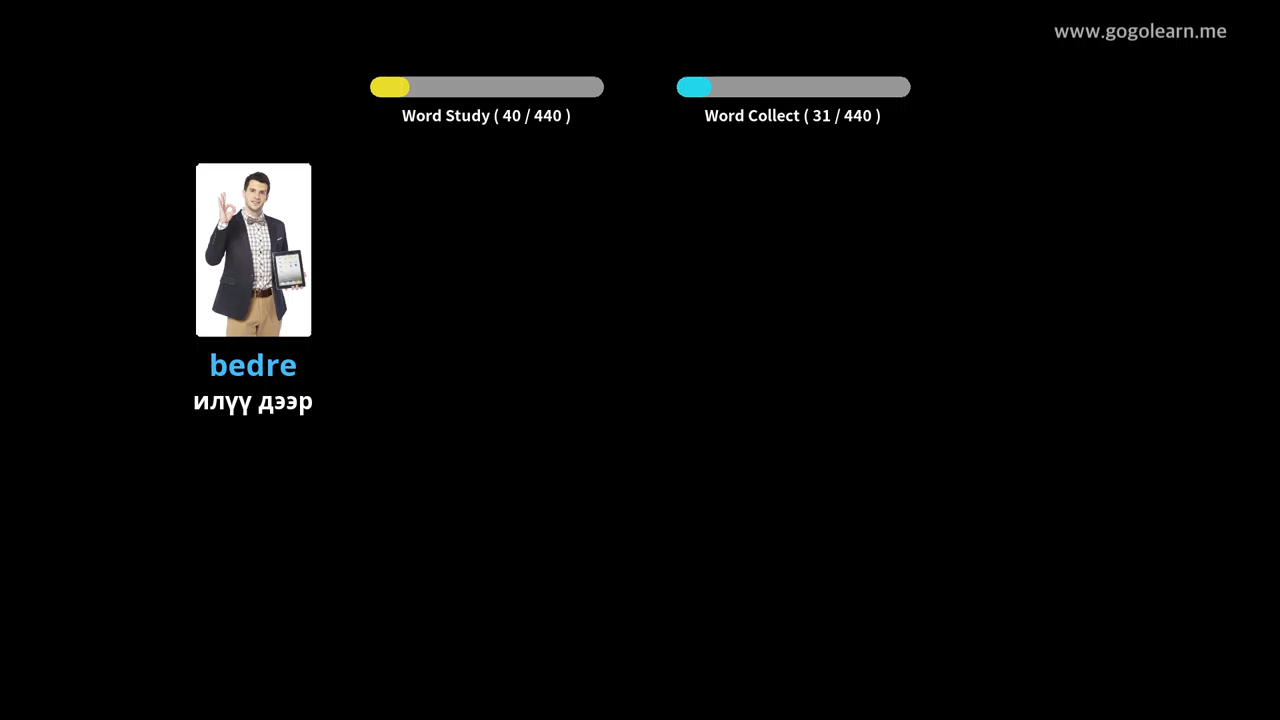 www.gogolearn.me
Word Study ( 40 / 440 )
Word Collect ( 31 / 440 )
bedre
илүү дээр